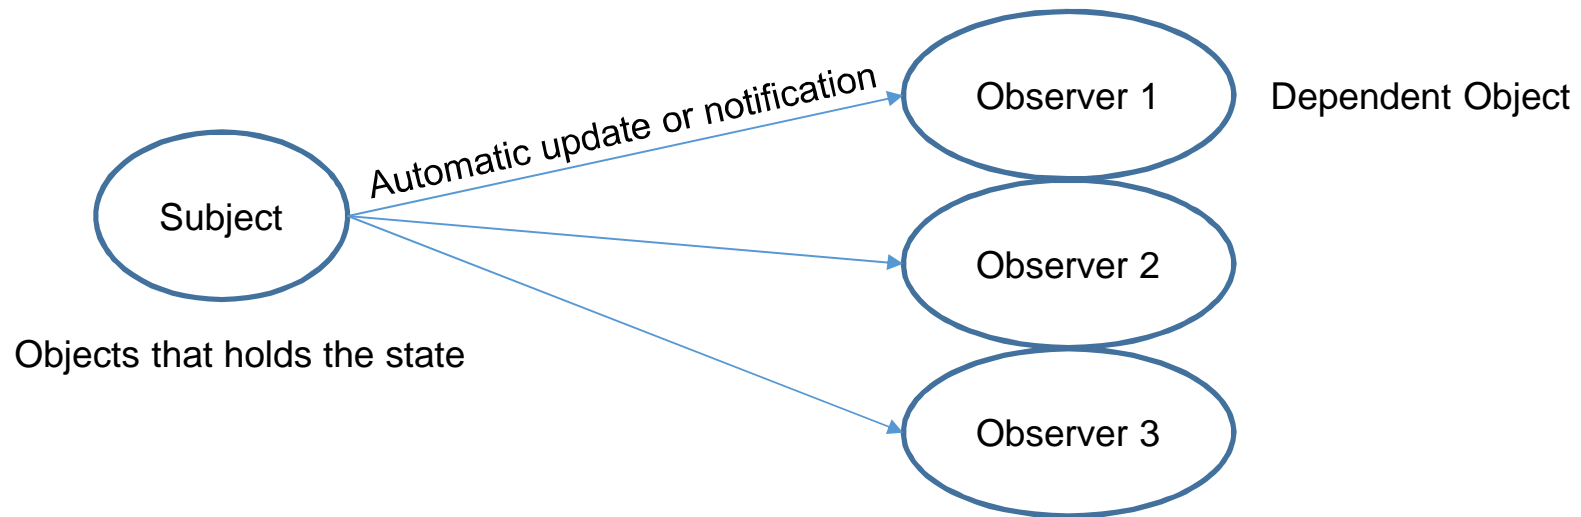 Automatic update or notification
Observer 1
Dependent Object
Subject
Observer 2
Objects that holds the state
Observer 3